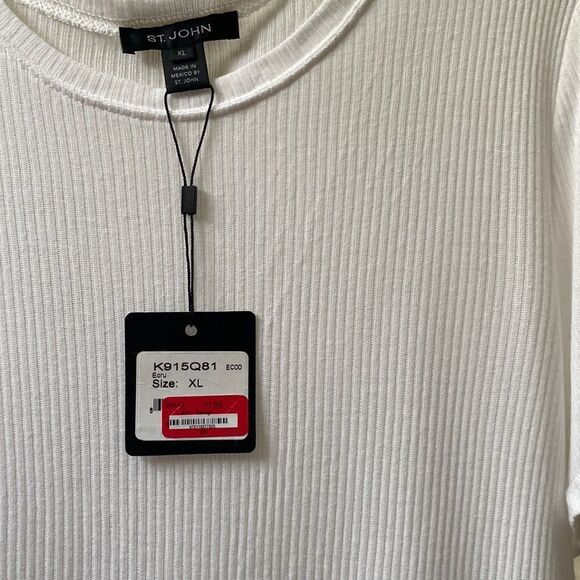 ST. JOHN
XL
MADE IN
MEXICO BY
ST. JOHN
K915Q81 EC00
Ecru
Size: XL